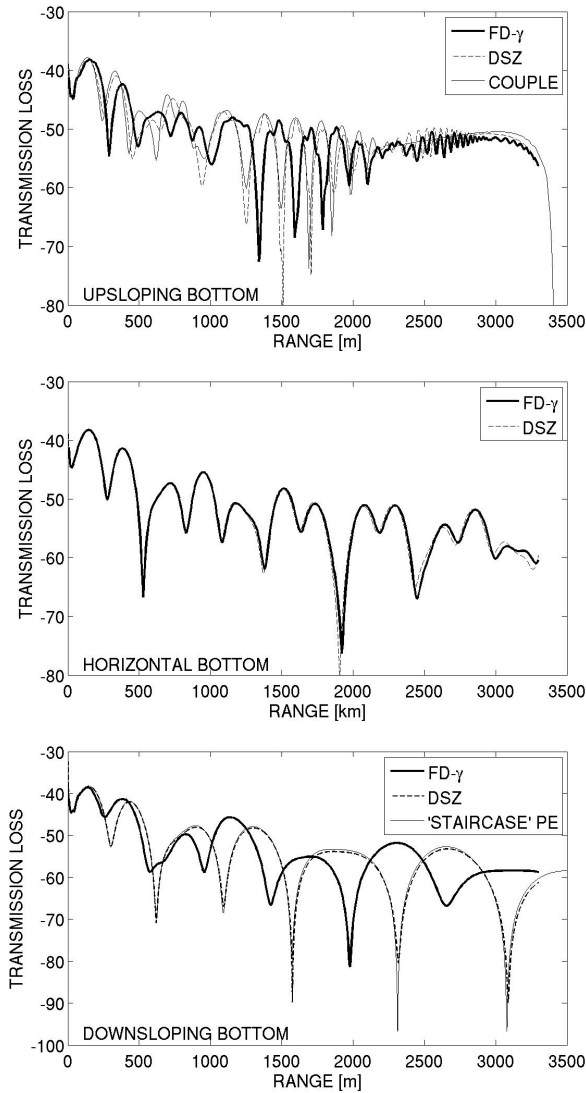 -30
-40
-50
-60
-70
-80
TRANSMISSION LOSS
FD-γ
DSZ
COUPLE
UPSLOPING BOTTOM
0 500 1000 1500 2000 2500 3000 3500
RANGE [m]
-30
-40
-50
-60
-70
-80
TRANSMISSION LOSS
FD-γ
DSZ
HORIZONTAL BOTTOM
0 500 1000 1500 2000 2500 3000 3500
RANGE [km]
-30
-40
-50
-60
-70
-80
-90
-100
TRANSMISSION LOSS
FD-γ
DSZ
'STAIRCASE' PE
DOWNSLOPING BOTTOM
0 500 1000 1500 2000 2500 3000 3500
RANGE [m]